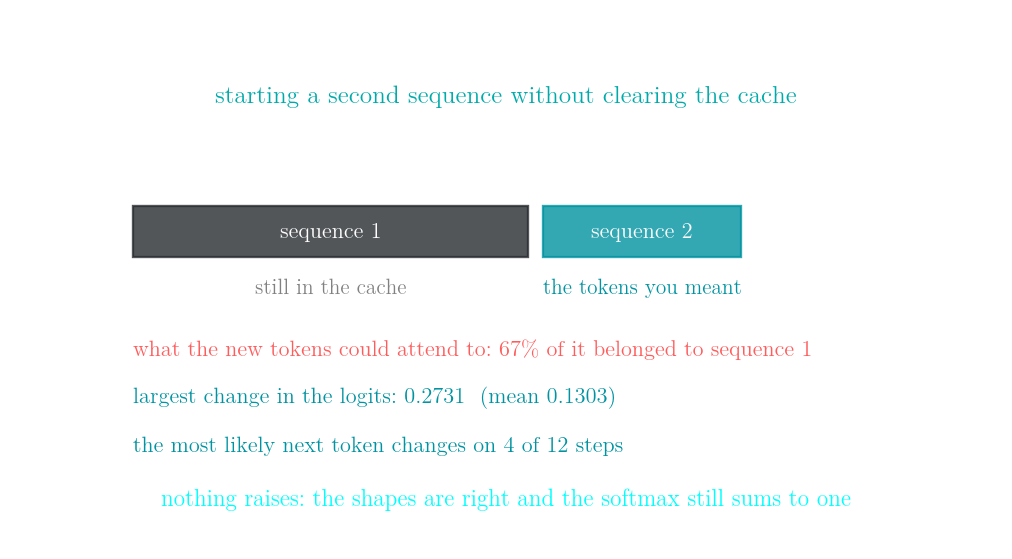 starting a second sequence without clearing the cache
sequence 1
sequence 2
still in the cache
the tokens you meant
what the new tokens could attend to: 67% of it belonged to sequence 1
largest change in the logits: 0.2731 (mean 0.1303)
the most likely next token changes on 4 of 12 steps
nothing raises: the shapes are right and the softmax still sums to one